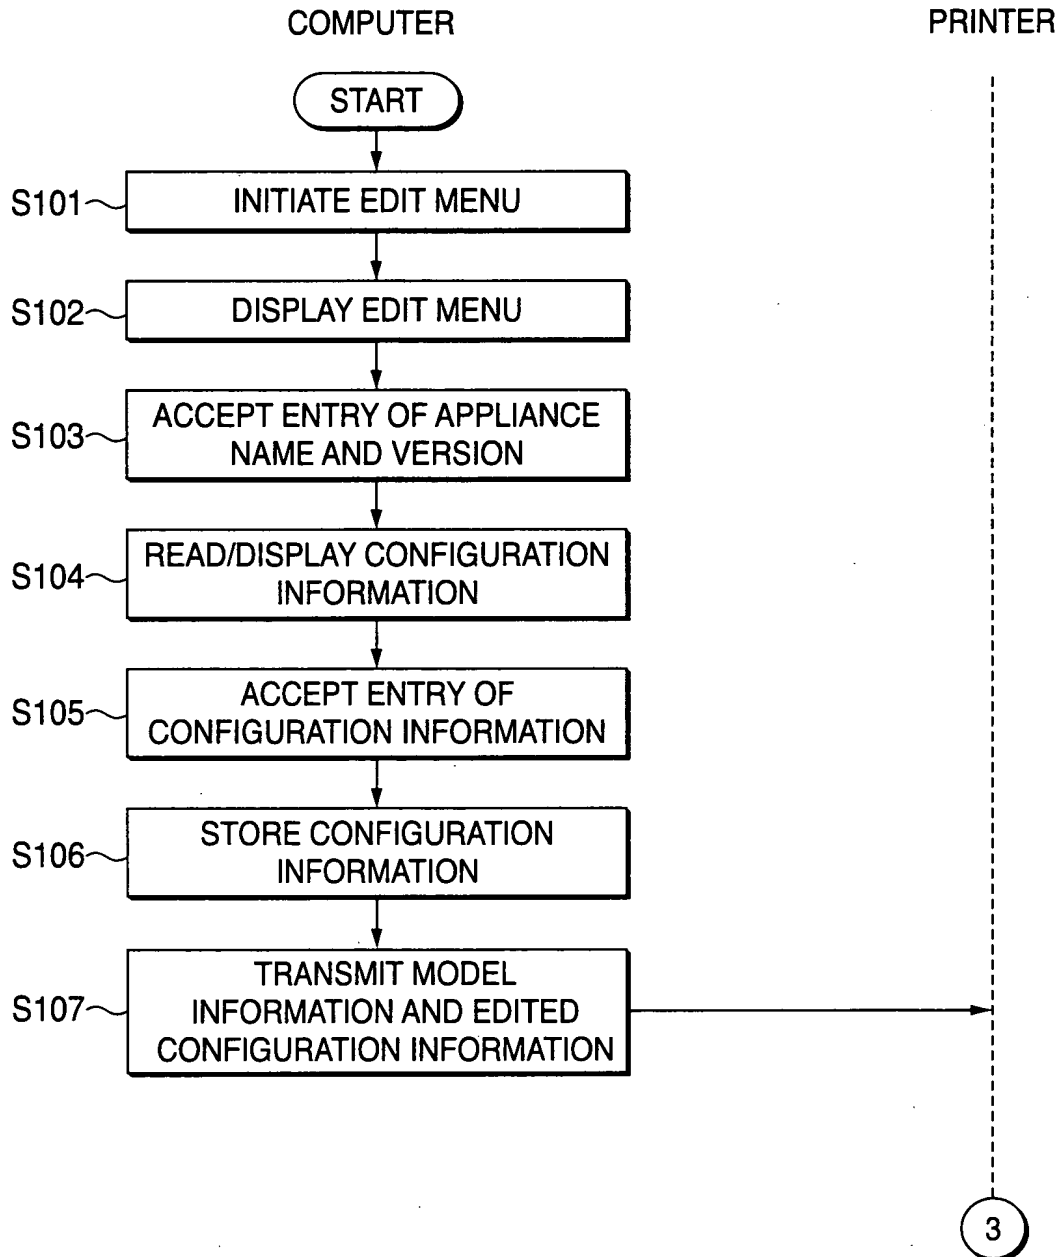 COMPUTER
PRINTER
START
S101
INITIATE EDIT MENU
S102
DISPLAY EDIT MENU
S103
ACCEPT ENTRY OF APPLIANCE
NAME AND VERSION
S104
READ/DISPLAY CONFIGURATION
INFORMATION
S105
ACCEPT ENTRY OF
CONFIGURATION INFORMATION
S106
STORE CONFIGURATION
INFORMATION
S107
TRANSMIT MODEL
INFORMATION AND EDITED
CONFIGURATION INFORMATION
3